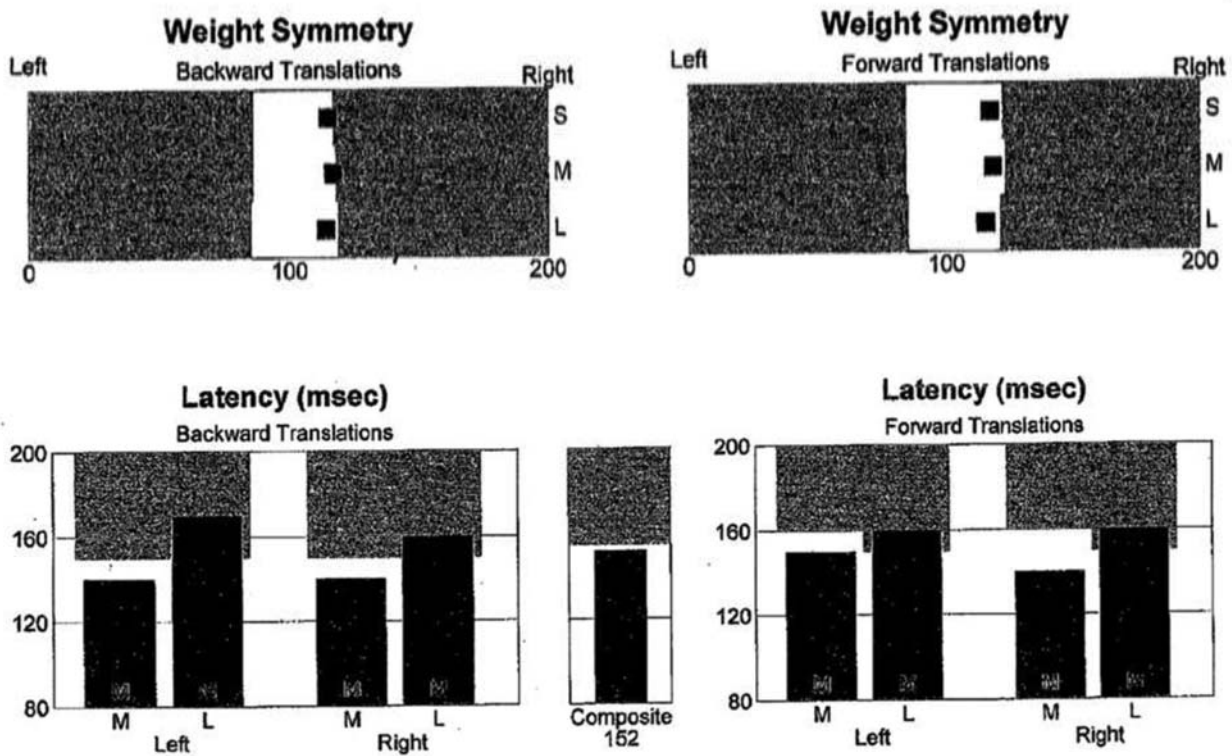 Weight Symmetry
Backward Translations
Left
Right
S
M
L
0
100
200
Weight Symmetry
Forward Translations
Left
Right
S
M
L
0
100
200
Latency (msec)
Backward Translations
200
160
120
80
M
L
M
L
Left
Right
M
M
M
Composite
152
Latency (msec)
Forward Translations
200
160
120
80
M
M
M
M
M
L
M
L
Left
Right